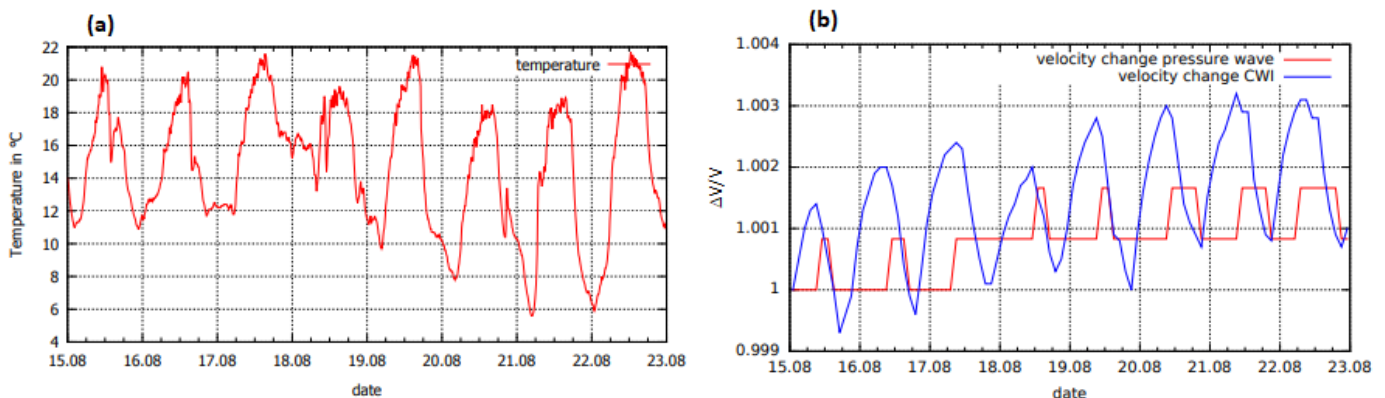 (a)
22
20
18
16
14
12
10
8
6
4
Temperature in ºC
temperature
15.08 16.08 17.08 18.08 19.08 20.08 21.08 22.08 23.08
date
(b)
1.004
1.003
1.002
1.001
1
0.999
ΔV/V
velocity change pressure wave
velocity change CWI
15.08 16.08 17.08 18.08 19.08 20.08 21.08 22.08 23.08
date